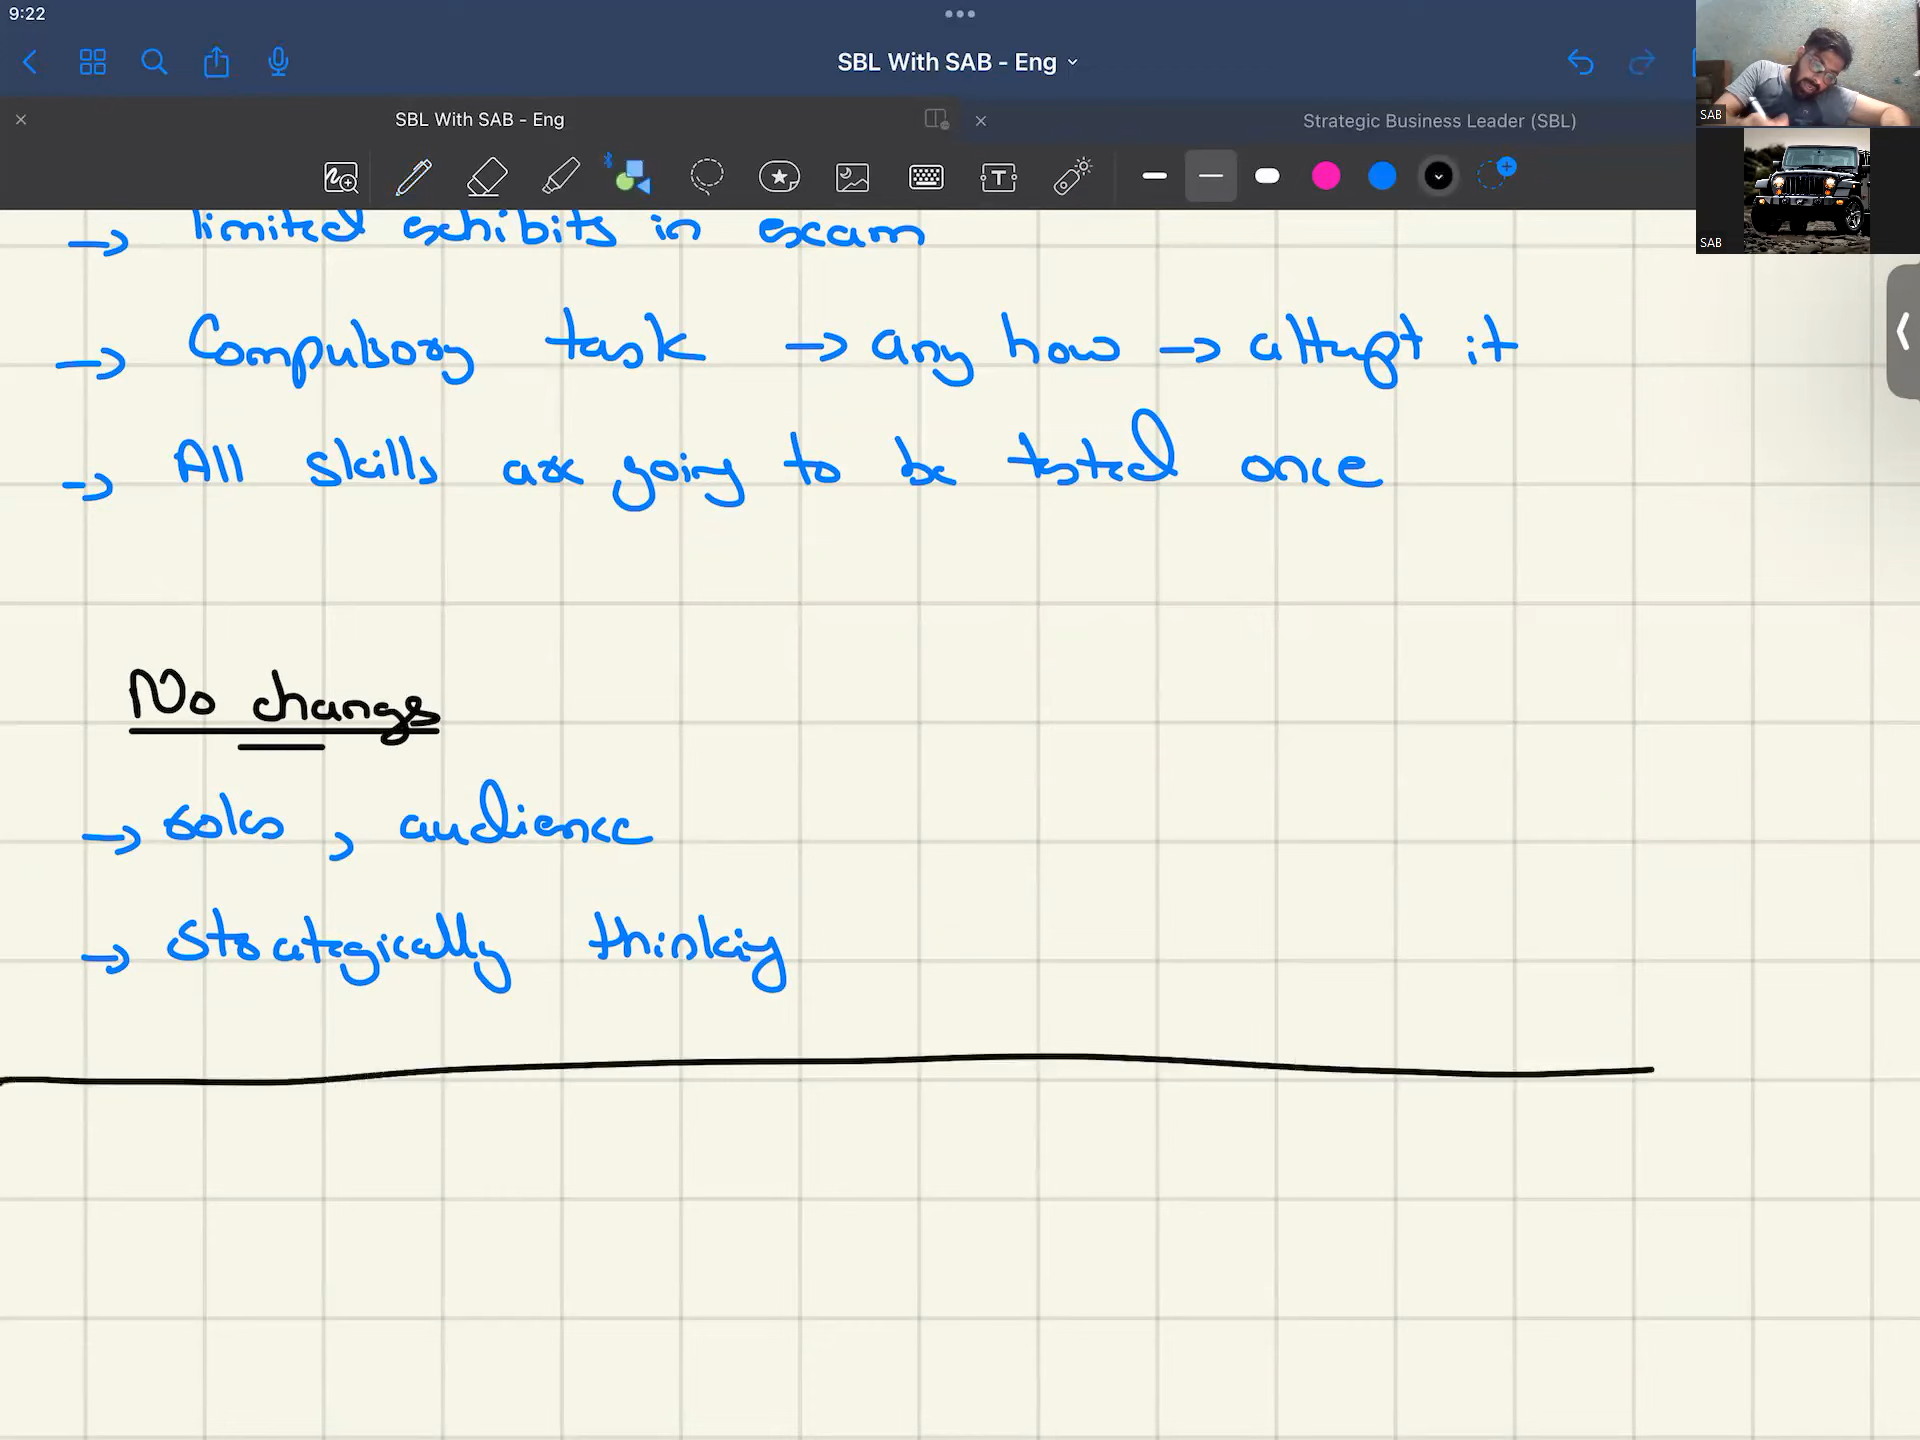 9:22
SBL With SAB - Eng
SBL With SAB - Eng
Strategic Business Leader (SBL)
SAB
SAB
→ limited exhibits in exam
→ Compulsory task → any how → attempt it
→ All skills are going to be tested once
No change
→ roles, audience
→ Strategically thinking